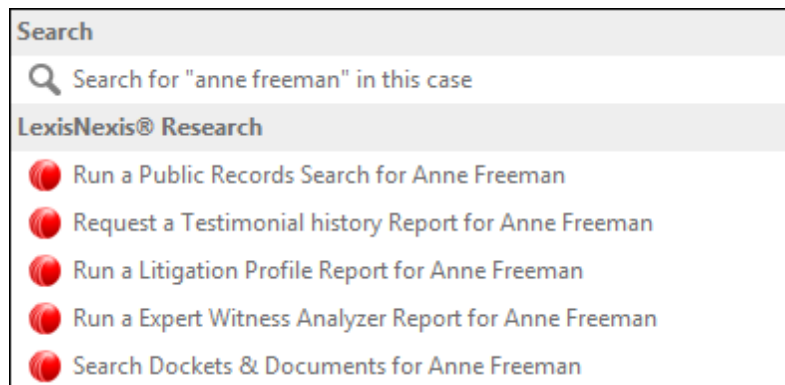 Search
Search for "anne freeman" in this case
LexisNexis® Research
Run a Public Records Search for Anne Freeman
Request a Testimonial history Report for Anne Freeman
Run a Litigation Profile Report for Anne Freeman
Run a Expert Witness Analyzer Report for Anne Freeman
Search Dockets & Documents for Anne Freeman